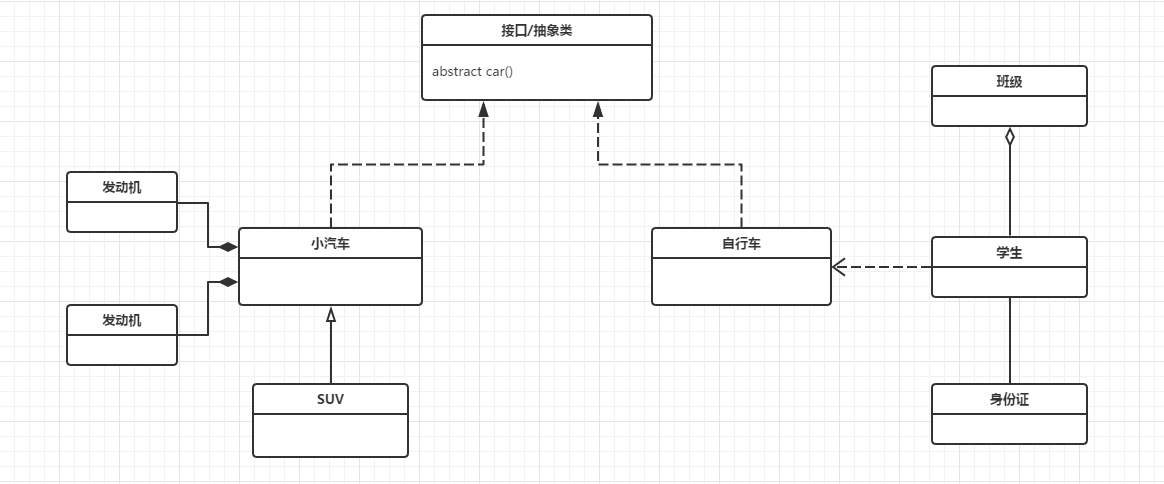 接口/抽象类
abstract car()
班级
发动机
小汽车
自行车
学生
发动机
SUV
身份证